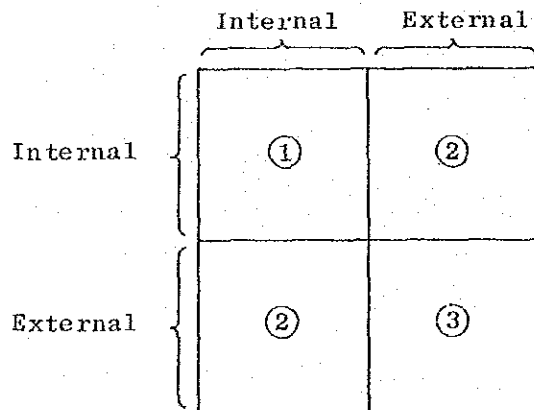 Internal External
Internal ① ②
External ② ③